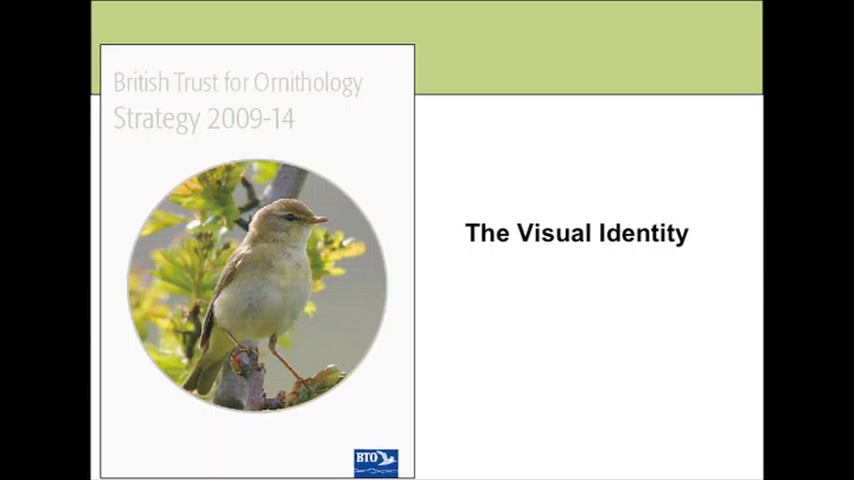 British Trust for Ornithology
Strategy 2009-14
The Visual Identity
BTO